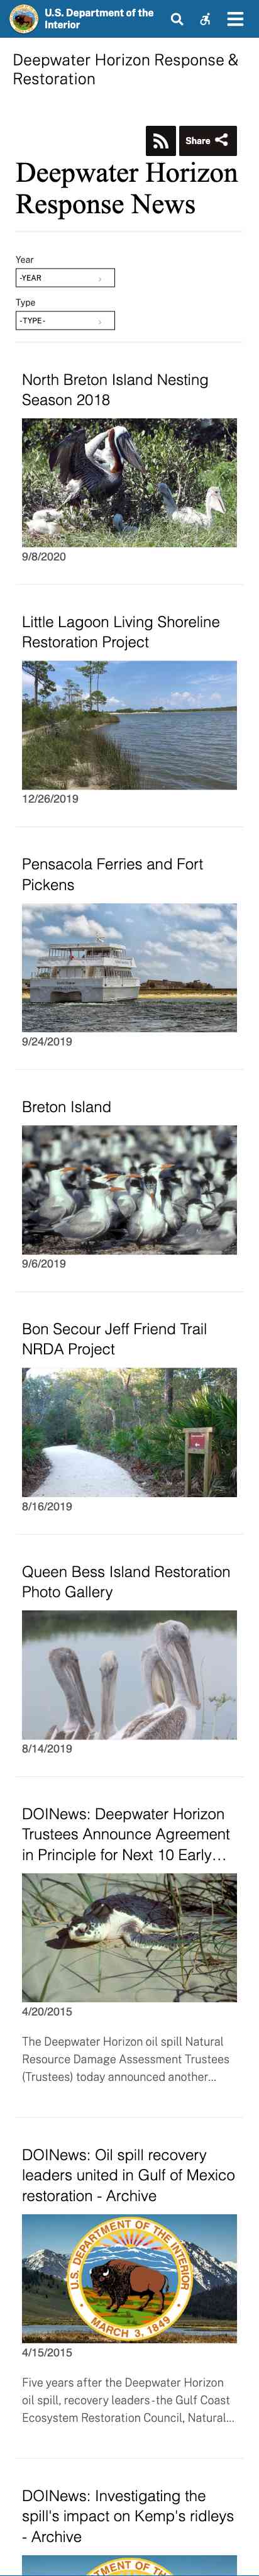 U.S. Department of the
Interior
Deepwater Horizon Response &
Restoration
Share
Deepwater Horizon
Response News
Year
-YEAR
Type
-TYPE-
North Breton Island Nesting
Season 2018
9/8/2020
Little Lagoon Living Shoreline
Restoration Project
12/26/2019
Pensacola Ferries and Fort
Pickens
9/24/2019
Breton Island
9/6/2019
Bon Secour Jeff Friend Trail
NRDA Project
8/16/2019
Queen Bess Island Restoration
Photo Gallery
8/14/2019
DOINews: Deepwater Horizon
Trustees Announce Agreement
in Principle for Next 10 Early...
4/20/2015
The Deepwater Horizon oil spill Natural
Resource Damage Assessment Trustees
(Trustees) today announced another...
DOINews: Oil spill recovery
leaders united in Gulf of Mexico
restoration - Archive
U.S. DEPARTMENT OF THE INTERIOR
MARCH 3, 1849
4/15/2015
Five years after the Deepwater Horizon
oil spill, recovery leaders-the Gulf Coast
Ecosystem Restoration Council, Natural...
DOINews: Investigating the
spill's impact on Kemp's ridleys
- Archive